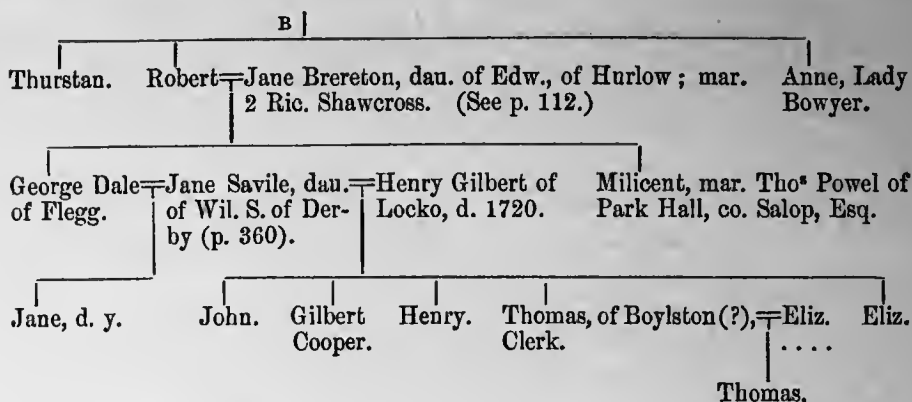 B
Thurstan. Robert Jane Brereton, dau. of Edw., of Hurlow; mar. Anne, Lady
2 Ric. Shawcross. (See p. 112.) Bowyer.
George Dale Jane Savile, dau. Henry Gilbert of Milicent, mar. Thoˢ Powel of
of Flegg. of Wil. S. of Der- Locko, d. 1720. Park Hall, co. Salop, Esq.
by (p. 360).
Jane, d. y. John. Gilbert Henry. Thomas, of Boylston(?), Eliz. Eliz.
Cooper. Clerk. . . . .
Thomas.